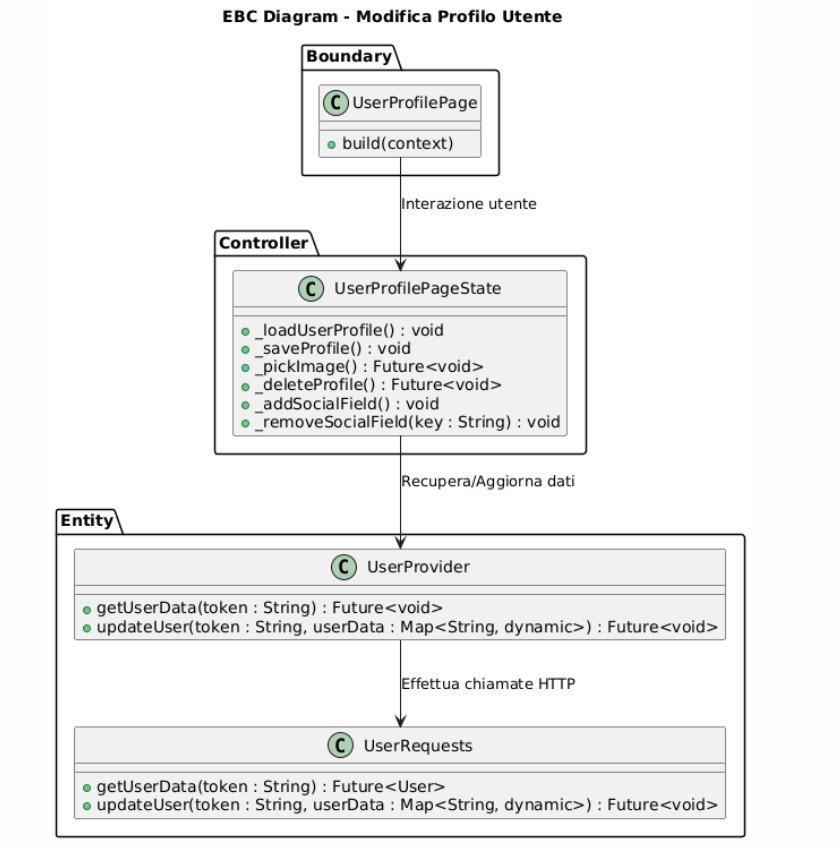 EBC Diagram - Modifica Profilo Utente
Boundary
C UserProfilePage
build(context)
Interazione utente
Controller
C UserProfilePageState
_loadUserProfile() : void
_saveProfile() : void
_pickImage() : Future<void>
_deleteProfile() : Future<void>
_addSocialField() : void
_removeSocialField(key : String) : void
Recupera/Aggiorna dati
Entity
C UserProvider
getUserData(token : String) : Future<void>
updateUser(token : String, userData : Map<String, dynamic>) : Future<void>
Effettua chiamate HTTP
C UserRequests
getUserData(token : String) : Future<User>
updateUser(token : String, userData : Map<String, dynamic>) : Future<void>